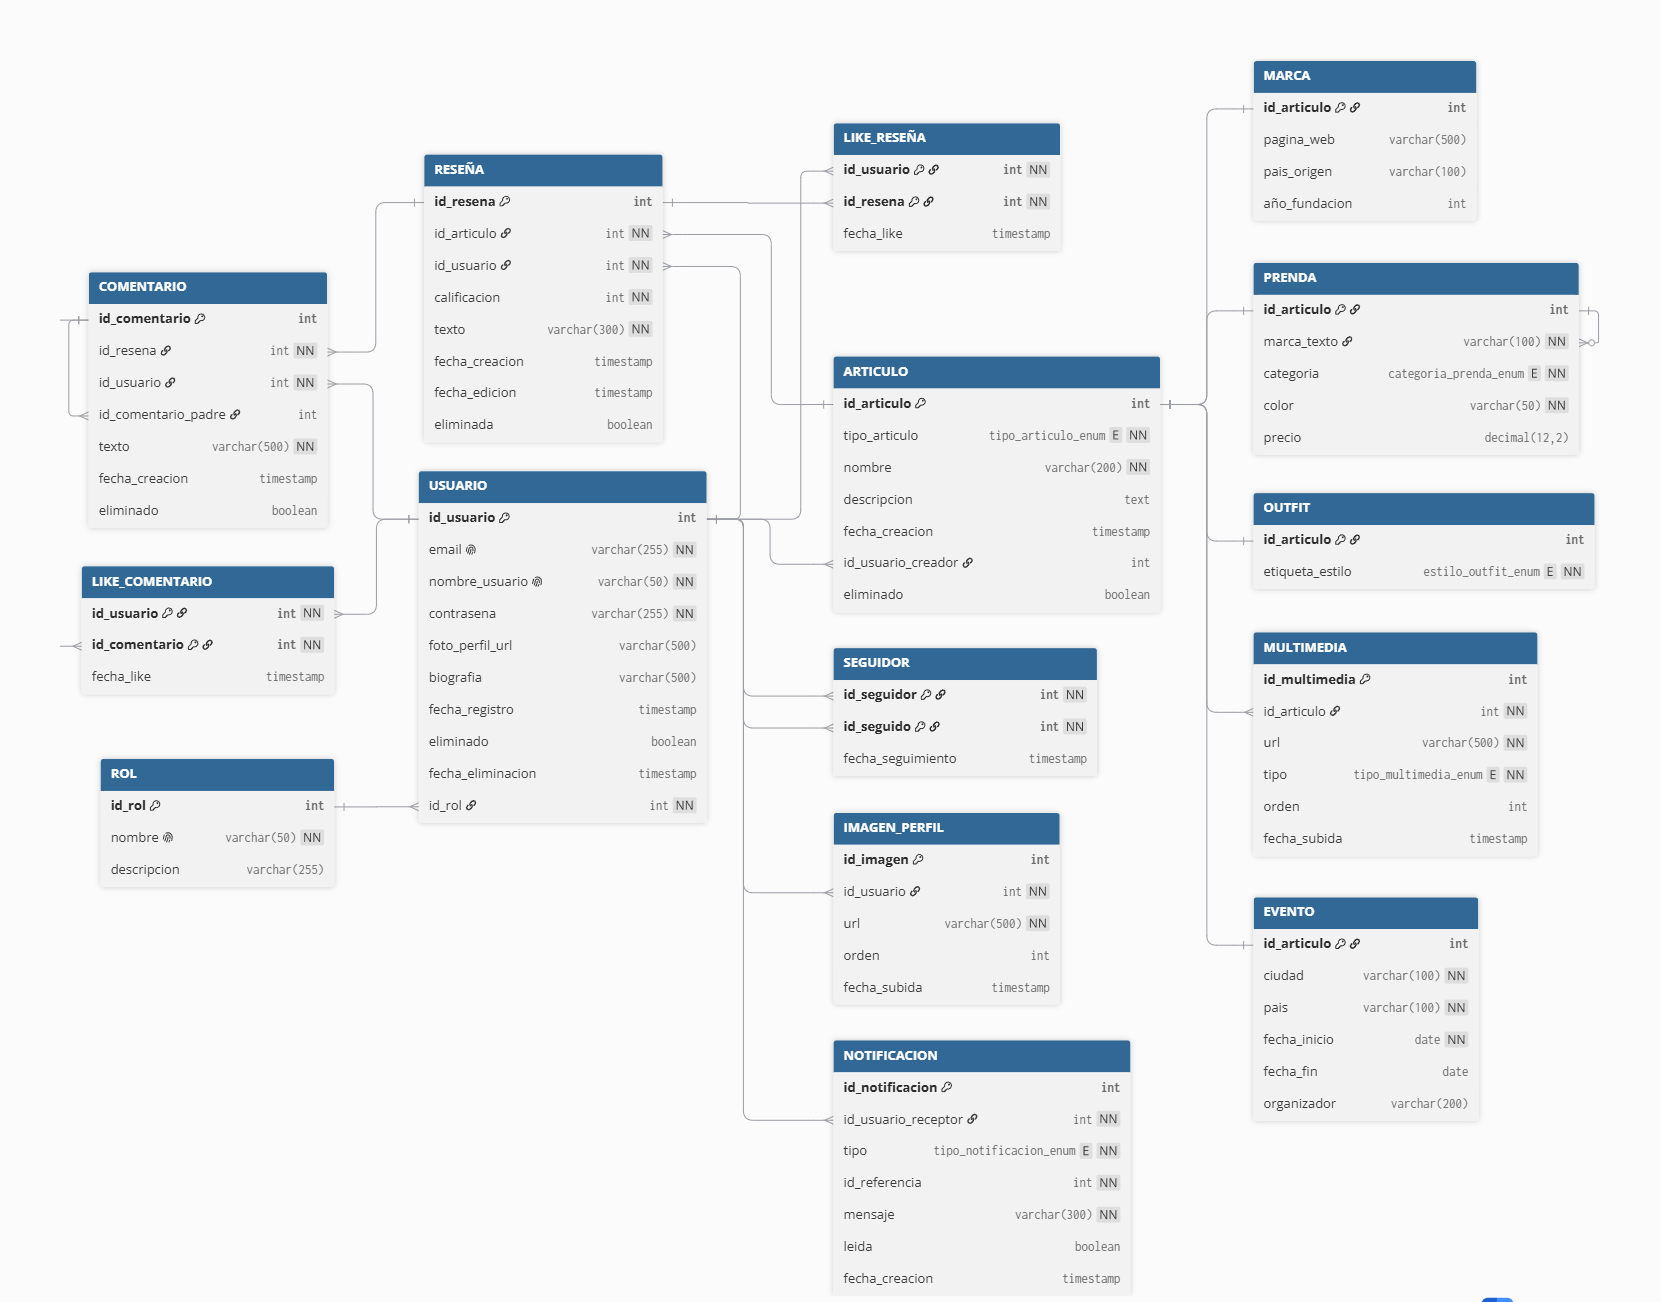 MARCA
id_articulo int
pagina_web varchar(500)
pais_origen varchar(100)
año_fundacion int
LIKE_RESEÑA
id_usuario int NN
id_resena int NN
fecha_like timestamp
RESEÑA
id_resena int
id_articulo int NN
id_usuario int NN
calificacion int NN
texto varchar(300) NN
fecha_creacion timestamp
fecha_edicion timestamp
eliminada boolean
PRENDA
id_articulo int
marca_texto varchar(100) NN
categoria categoria_prenda_enum E NN
color varchar(50) NN
precio decimal(12,2)
COMENTARIO
id_comentario int
id_resena int NN
id_usuario int NN
id_comentario_padre int
texto varchar(500) NN
fecha_creacion timestamp
eliminado boolean
ARTICULO
id_articulo int
tipo_articulo tipo_articulo_enum E NN
nombre varchar(200) NN
descripcion text
fecha_creacion timestamp
id_usuario_creador int
eliminado boolean
USUARIO
id_usuario int
email varchar(255) NN
nombre_usuario varchar(50) NN
contrasena varchar(255) NN
foto_perfil_url varchar(500)
biografia varchar(500)
fecha_registro timestamp
eliminado boolean
fecha_eliminacion timestamp
id_rol int NN
OUTFIT
id_articulo int
etiqueta_estilo estilo_outfit_enum E NN
LIKE_COMENTARIO
id_usuario int NN
id_comentario int NN
fecha_like timestamp
MULTIMEDIA
id_multimedia int
id_articulo int NN
url varchar(500) NN
tipo tipo_multimedia_enum E NN
orden int
fecha_subida timestamp
SEGUIDOR
id_seguidor int NN
id_seguido int NN
fecha_seguimiento timestamp
ROL
id_rol int
nombre varchar(50) NN
descripcion varchar(255)
IMAGEN_PERFIL
id_imagen int
id_usuario int NN
url varchar(500) NN
orden int
fecha_subida timestamp
EVENTO
id_articulo int
ciudad varchar(100) NN
pais varchar(100) NN
fecha_inicio date NN
fecha_fin date
organizador varchar(200)
NOTIFICACION
id_notificacion int
id_usuario_receptor int NN
tipo tipo_notificacion_enum E NN
id_referencia int NN
mensaje varchar(300) NN
leida boolean
fecha_creacion timestamp